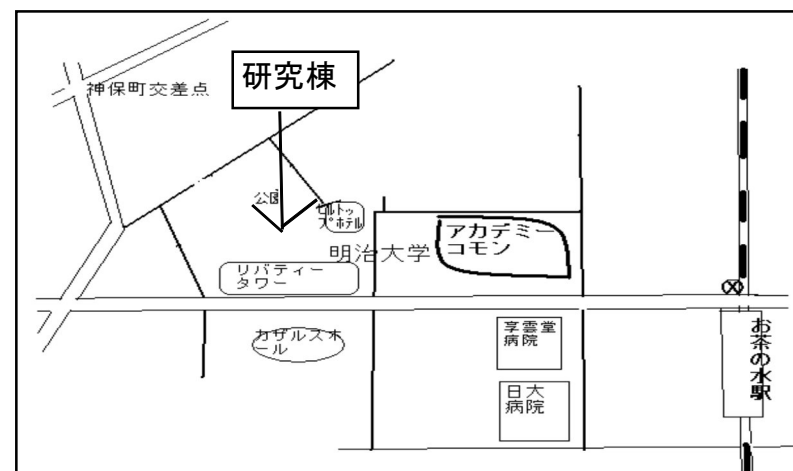 研究棟
神保町交差点
公園
ヒルトッ
プホテル
明治大学
アカデミー
コモン
リバティー
タワー
カザルスホ
ール
享雲堂
病院
日大
病院
お茶の水駅